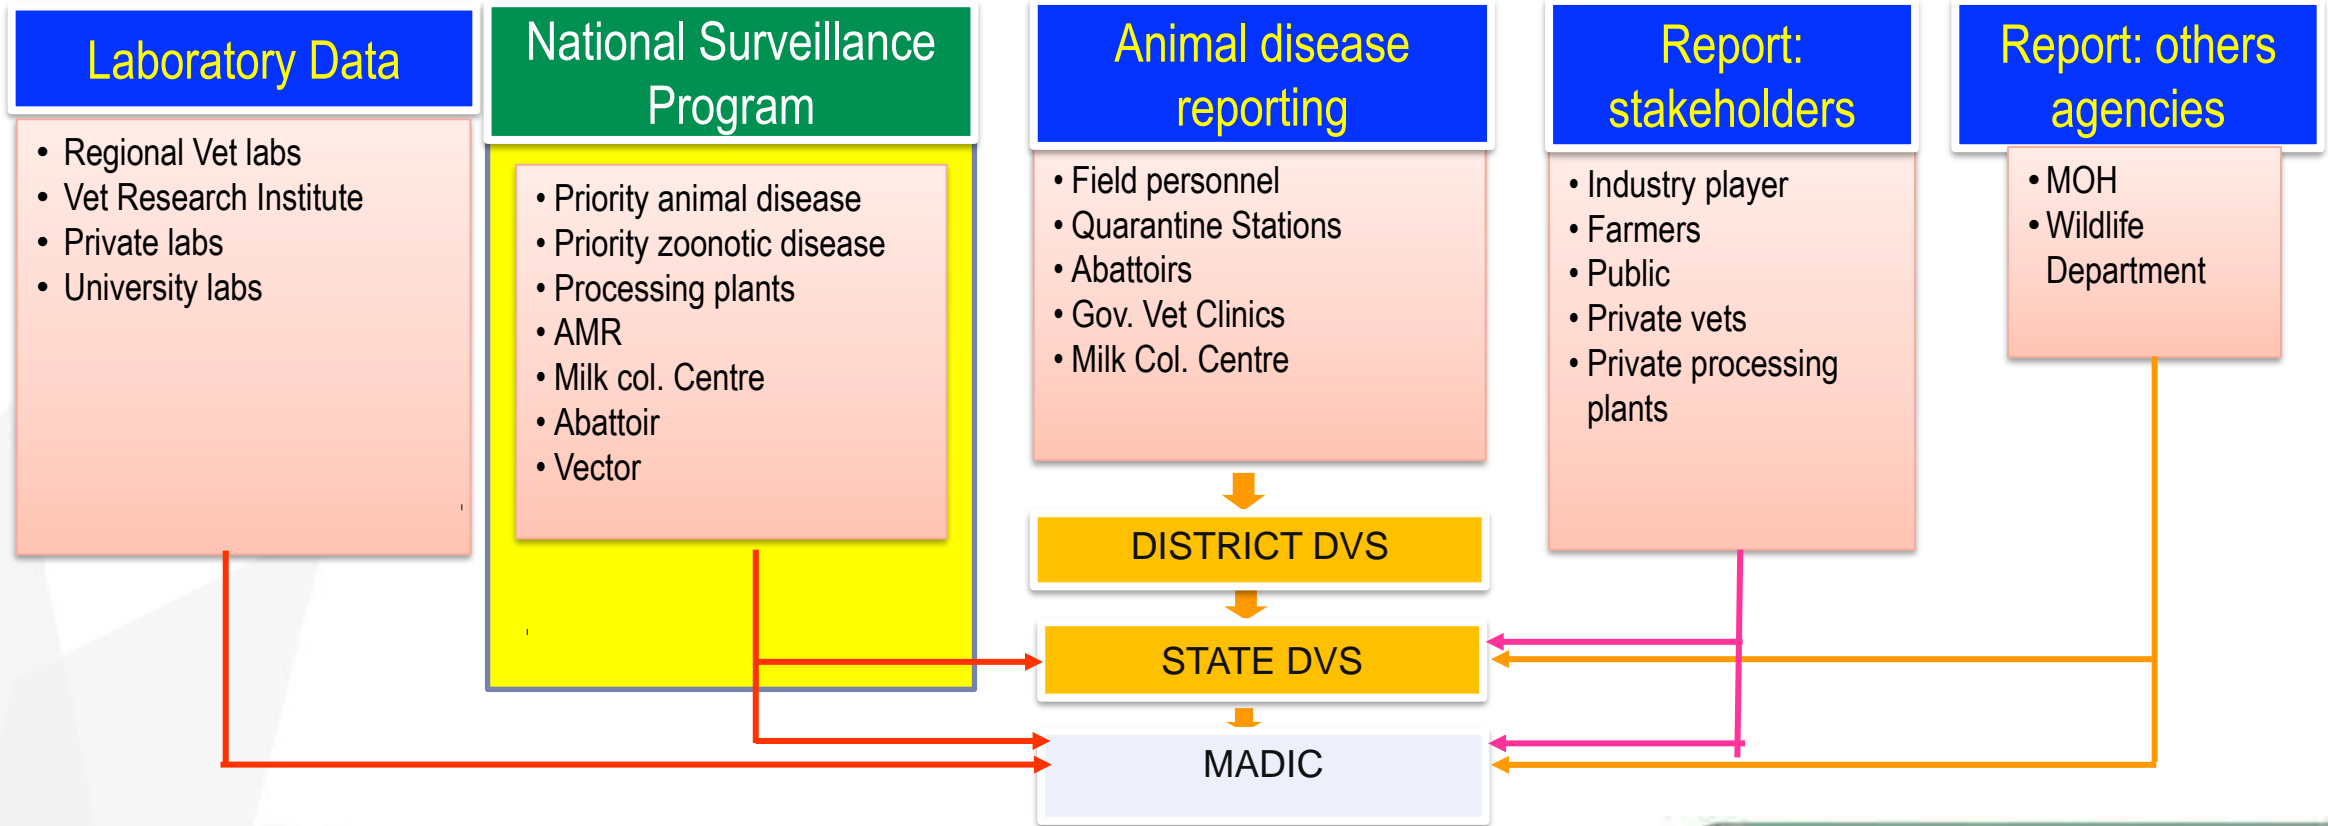 Laboratory Data
• Regional Vet labs
• Vet Research Institute
• Private labs
• University labs
National Surveillance
Program
• Priority animal disease
• Priority zoonotic disease
• Processing plants
• AMR
• Milk col. Centre
• Abattoir
• Vector
Animal disease
reporting
• Field personnel
• Quarantine Stations
• Abattoirs
• Gov. Vet Clinics
• Milk Col. Centre
DISTRICT DVS
STATE DVS
MADIC
Report:
stakeholders
• Industry player
• Farmers
• Public
• Private vets
• Private processing
plants
Report: others
agencies
• MOH
• Wildlife
Department